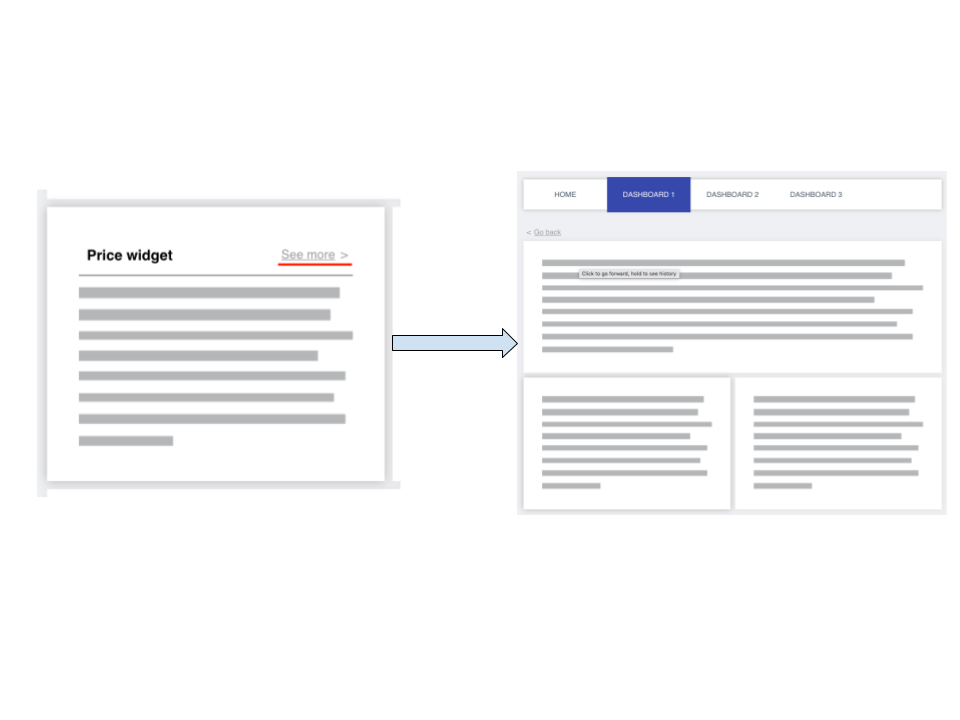 Price widget See more >
HOME DASHBOARD 1 DASHBOARD 2 DASHBOARD 3
< Go back
Click to go forward, hold to see history